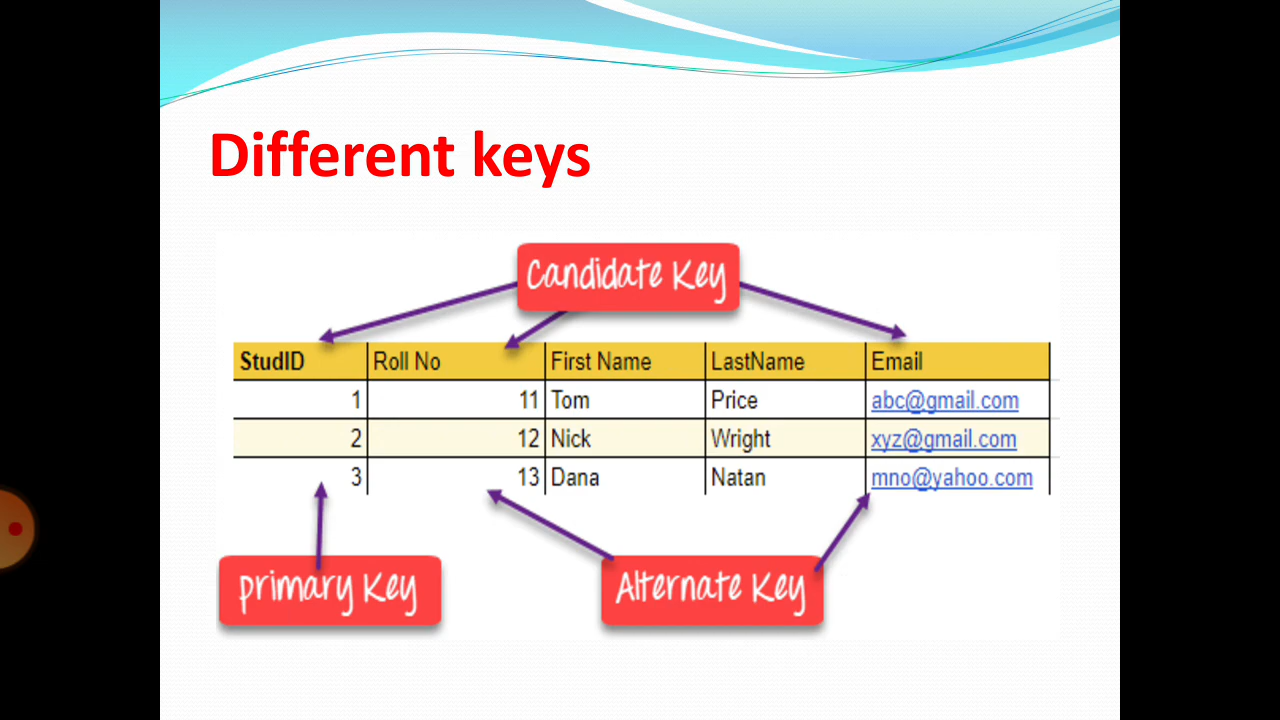 Different keys
Candidate Key
StudID Roll No First Name LastName Email
1 11 Tom Price abc@gmail.com
2 12 Nick Wright xyz@gmail.com
3 13 Dana Natan mno@yahoo.com
primary Key Alternate Key